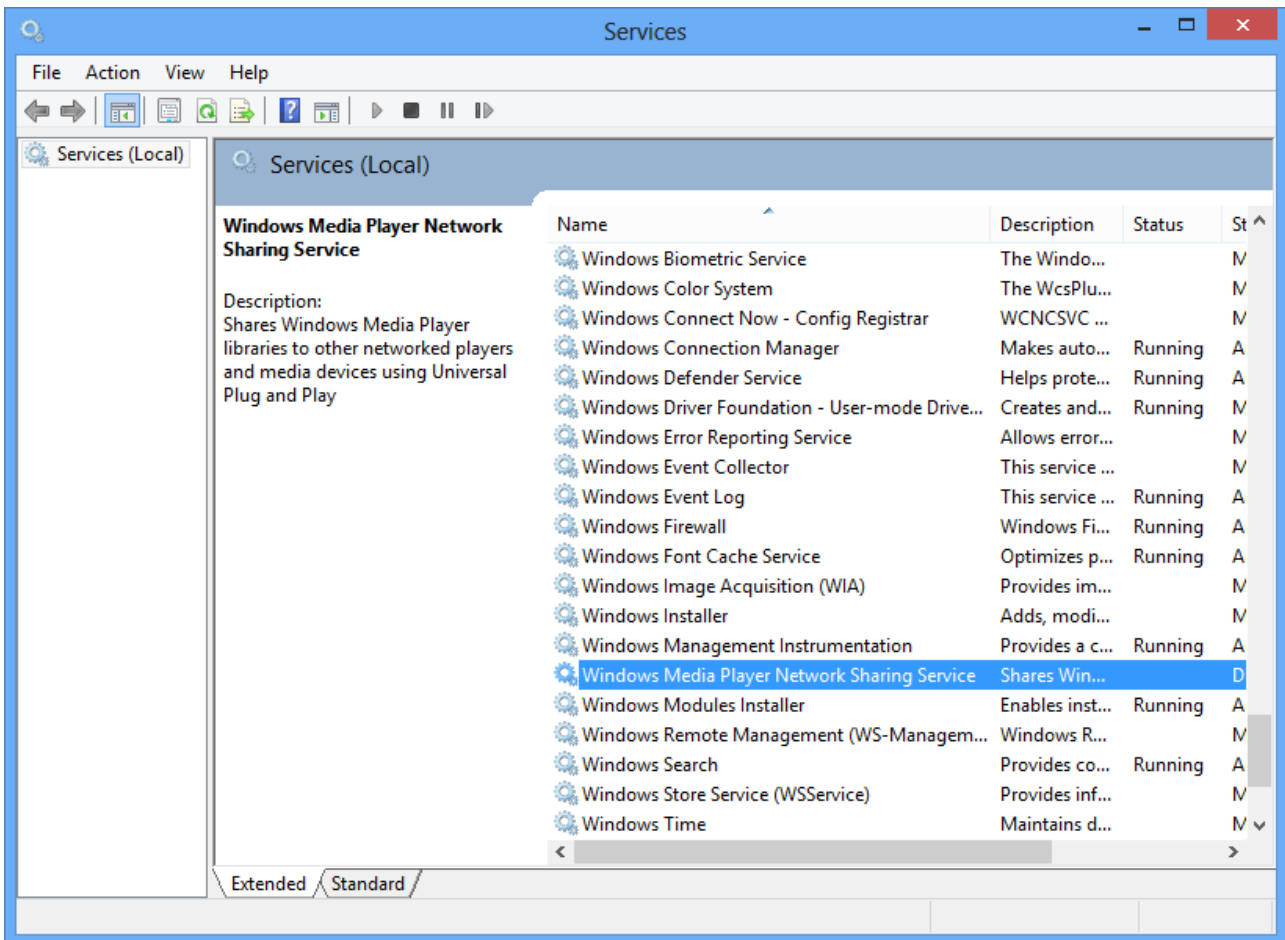 Services
File Action View Help
Services (Local)
Services (Local)
Windows Media Player Network
Sharing Service
Description:
Shares Windows Media Player
libraries to other networked players
and media devices using Universal
Plug and Play
Name Description Status St
Windows Biometric Service The Windo... M
Windows Color System The WcsPlu... M
Windows Connect Now - Config Registrar WCNCSVC ... M
Windows Connection Manager Makes auto... Running A
Windows Defender Service Helps prote... Running A
Windows Driver Foundation - User-mode Drive... Creates and... Running M
Windows Error Reporting Service Allows error... M
Windows Event Collector This service ... M
Windows Event Log This service ... Running A
Windows Firewall Windows Fi... Running A
Windows Font Cache Service Optimizes p... Running A
Windows Image Acquisition (WIA) Provides im... M
Windows Installer Adds, modi... M
Windows Management Instrumentation Provides a c... Running A
Windows Media Player Network Sharing Service Shares Win... D
Windows Modules Installer Enables inst... Running A
Windows Remote Management (WS-Managem... Windows R... M
Windows Search Provides co... Running A
Windows Store Service (WSService) Provides inf... M
Windows Time Maintains d... M
Extended Standard